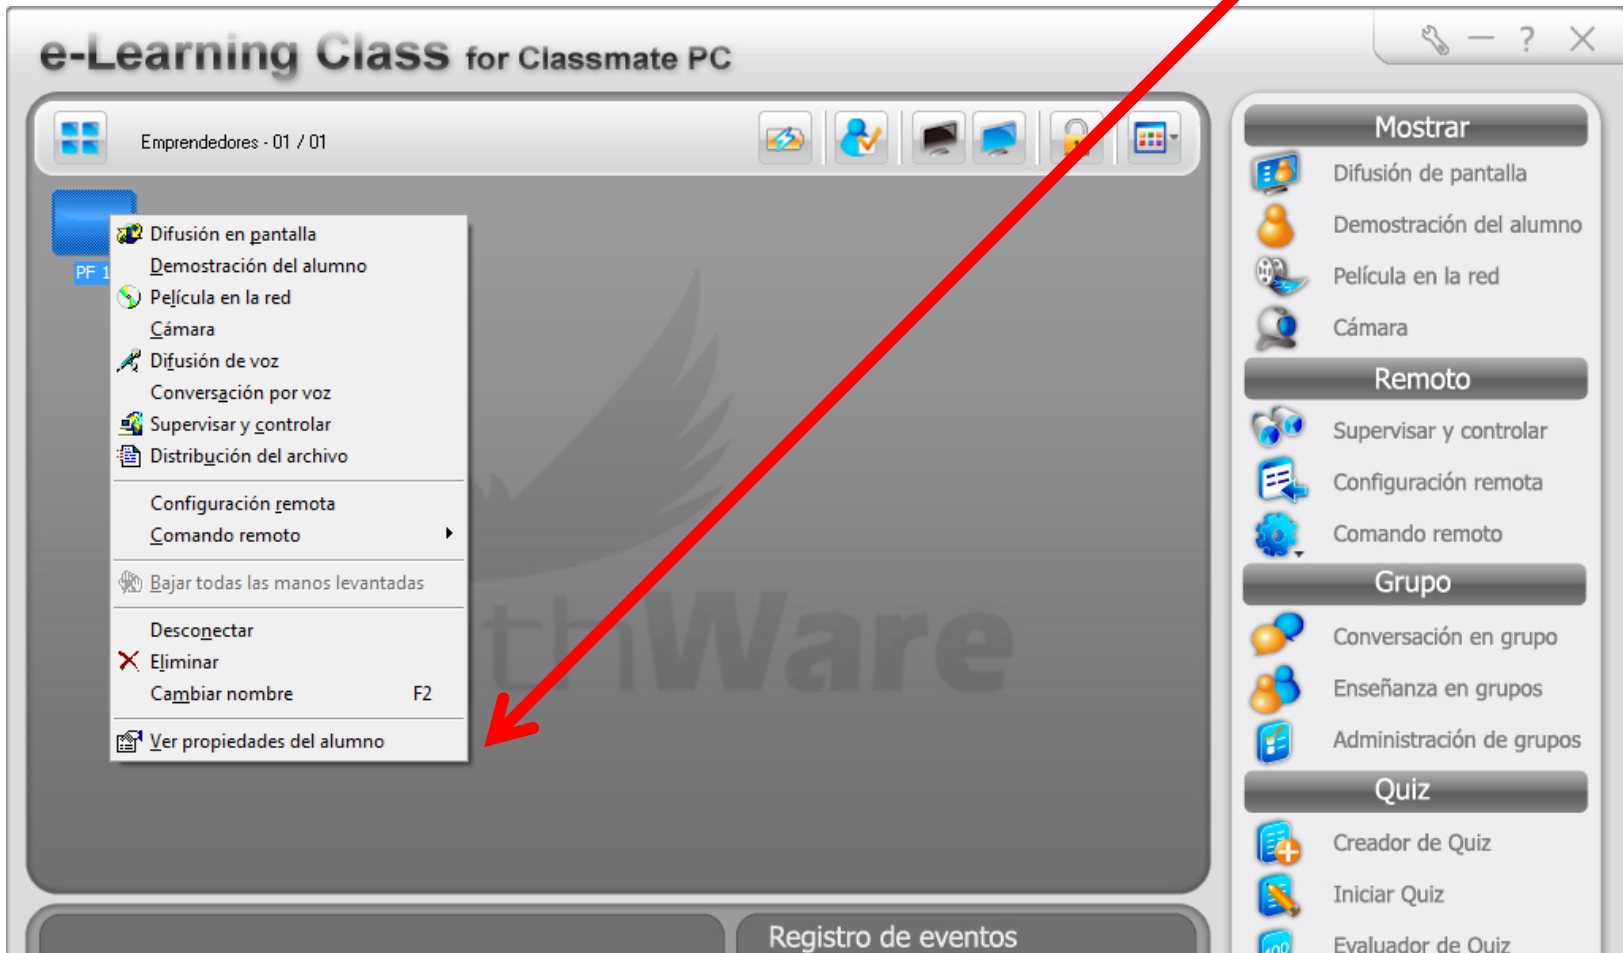 e-Learning Class for Classmate PC
?
Emprendedores - 01 / 01
PF 1
Difusión en pantalla
Demostración del alumno
Película en la red
Cámara
Difusión de voz
Conversación por voz
Supervisar y controlar
Distribución del archivo
Configuración remota
Comando remoto
Bajar todas las manos levantadas
Desconectar
Eliminar
Cambiar nombre F2
Ver propiedades del alumno
thWare
Mostrar
Difusión de pantalla
Demostración del alumno
Película en la red
Cámara
Remoto
Supervisar y controlar
Configuración remota
Comando remoto
Grupo
Conversación en grupo
Enseñanza en grupos
Administración de grupos
Quiz
Creador de Quiz
Iniciar Quiz
100
Evaluador de Quiz
Registro de eventos